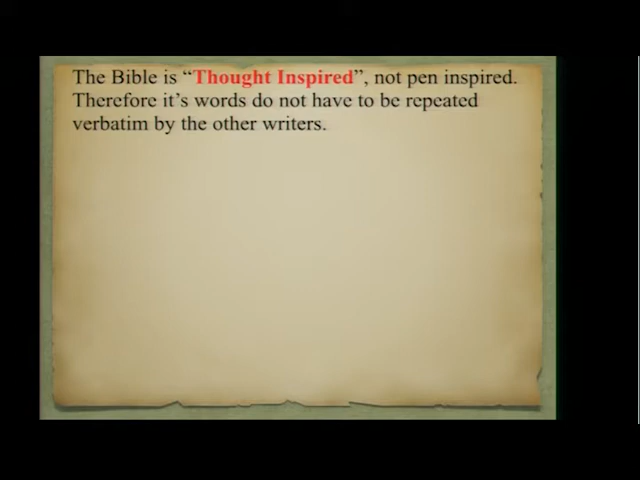 The Bible is “Thought Inspired”, not pen inspired.
Therefore it’s words do not have to be repeated
verbatim by the other writers.